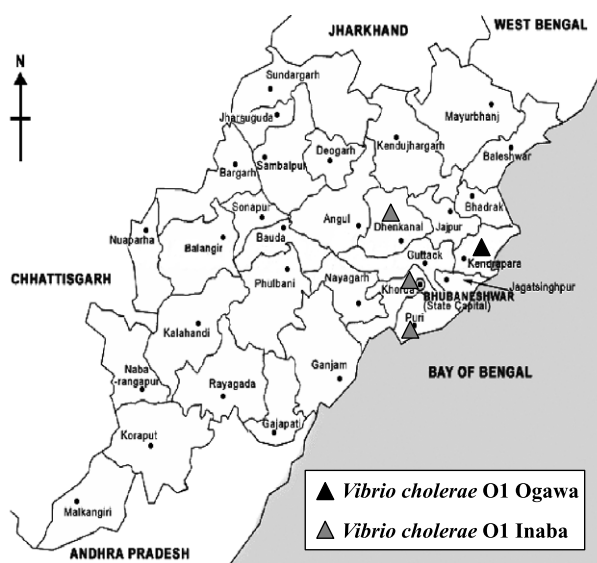 JHARKHAND
WEST BENGAL
N
Sundargarh
Jharsuguda
Mayurbhanj
Kendujhargarh
Deogarh
Baleshwar
Sambalpur
Bargarh
Bhadrak
Sonapur
Angul
Dhenkanal
Jajpur
Nuaparha
Balangir
Bauda
Guttack
Kendrapara
CHHATTISGARH
Phulbani
Nayagarh
Khorda
BHUBANESHWAR
(State Capital)
Jagatsinghpur
Puri
Kalahandi
Naba
-rangapur
Rayagada
Ganjam
BAY OF BENGAL
Gajapati
Koraput
Malkangiri
ANDHRA PRADESH
Vibrio cholerae O1 Ogawa
Vibrio cholerae O1 Inaba